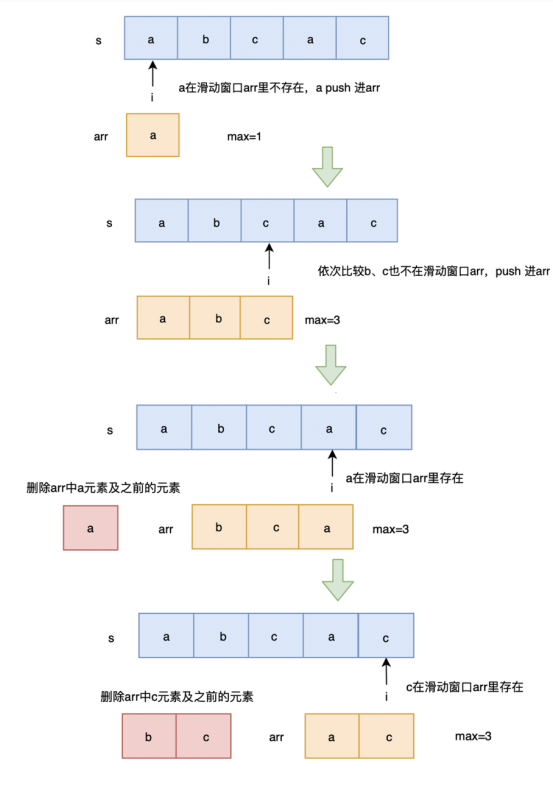 s a b c a c
a在滑动窗口arr里不存在，a push 进arr
i
arr a max=1
s a b c a c
依次比较b、c也不在滑动窗口arr，push 进arr
i
arr a b c max=3
s a b c a c
a在滑动窗口arr里存在
i
删除arr中a元素及之前的元素
a arr b c a max=3
s a b c a c
c在滑动窗口arr里存在
i
删除arr中c元素及之前的元素
b c arr a c max=3